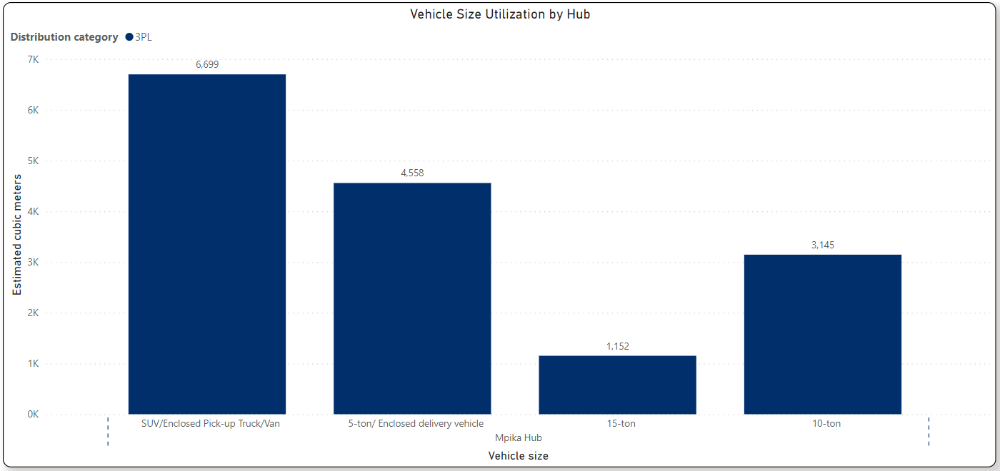 Vehicle Size Utilization by Hub
Distribution category 3PL
7K
6K
5K
4K
3K
2K
1K
0K
Estimated cubic meters
6,699
4,558
1,152
3,145
SUV/Enclosed Pick-up Truck/Van
5-ton/ Enclosed delivery vehicle
15-ton
10-ton
Mpika Hub
Vehicle size